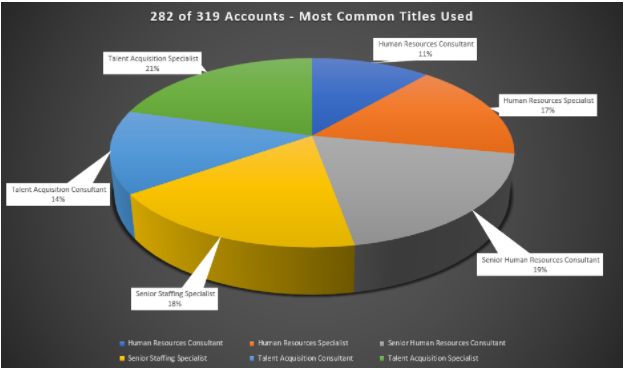 282 of 319 Accounts - Most Common Titles Used
Human Resources Consultant
11%
Talent Acquisition Specialist
21%
Human Resources Specialist
17%
Talent Acquisition Consultant
14%
Senior Human Resources Consultant
19%
Senior Staffing Specialist
18%
Human Resources Consultant
Human Resources Specialist
Senior Human Resources Consultant
Senior Staffing Specialist
Talent Acquisition Consultant
Talent Acquisition Specialist